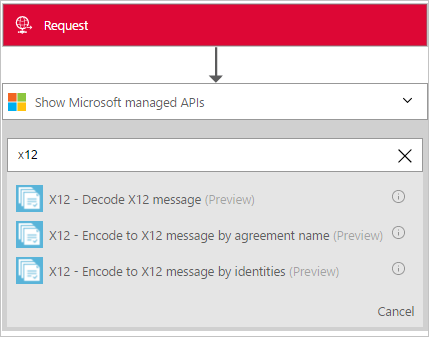 Request
Show Microsoft managed APIs
x12
X12 - Decode X12 message (Preview)
X12 - Encode to X12 message by agreement name (Preview)
X12 - Encode to X12 message by identities (Preview)
Cancel